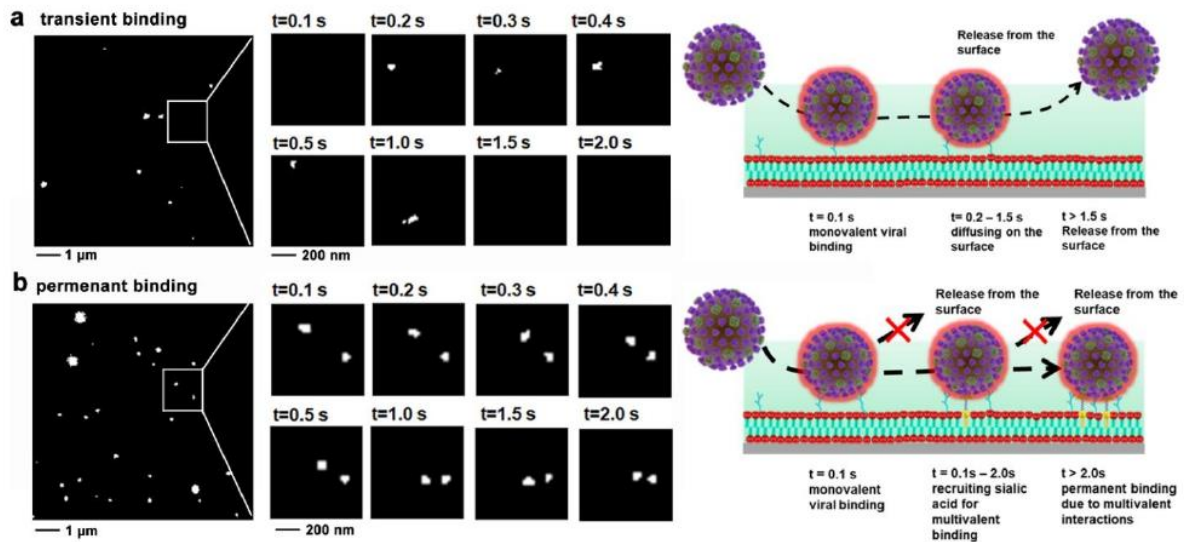 a transient binding
t=0.1 s
t=0.2 s
t=0.3 s
t=0.4 s
t=0.5 s
t=1.0 s
t=1.5 s
t=2.0 s
1 µm
200 nm
Release from the
surface
t = 0.1 s
monovalent viral
binding
t= 0.2 – 1.5 s
diffusing on the
surface
t > 1.5 s
Release from the
surface
b permenant binding
t=0.1 s
t=0.2 s
t=0.3 s
t=0.4 s
t=0.5 s
t=1.0 s
t=1.5 s
t=2.0 s
1 µm
200 nm
Release from the
surface
Release from the
surface
t = 0.1 s
monovalent
viral binding
t = 0.1s – 2.0s
recruiting sialic
acid for
multivalent
binding
t > 2.0s
permanent binding
due to multivalent
interactions